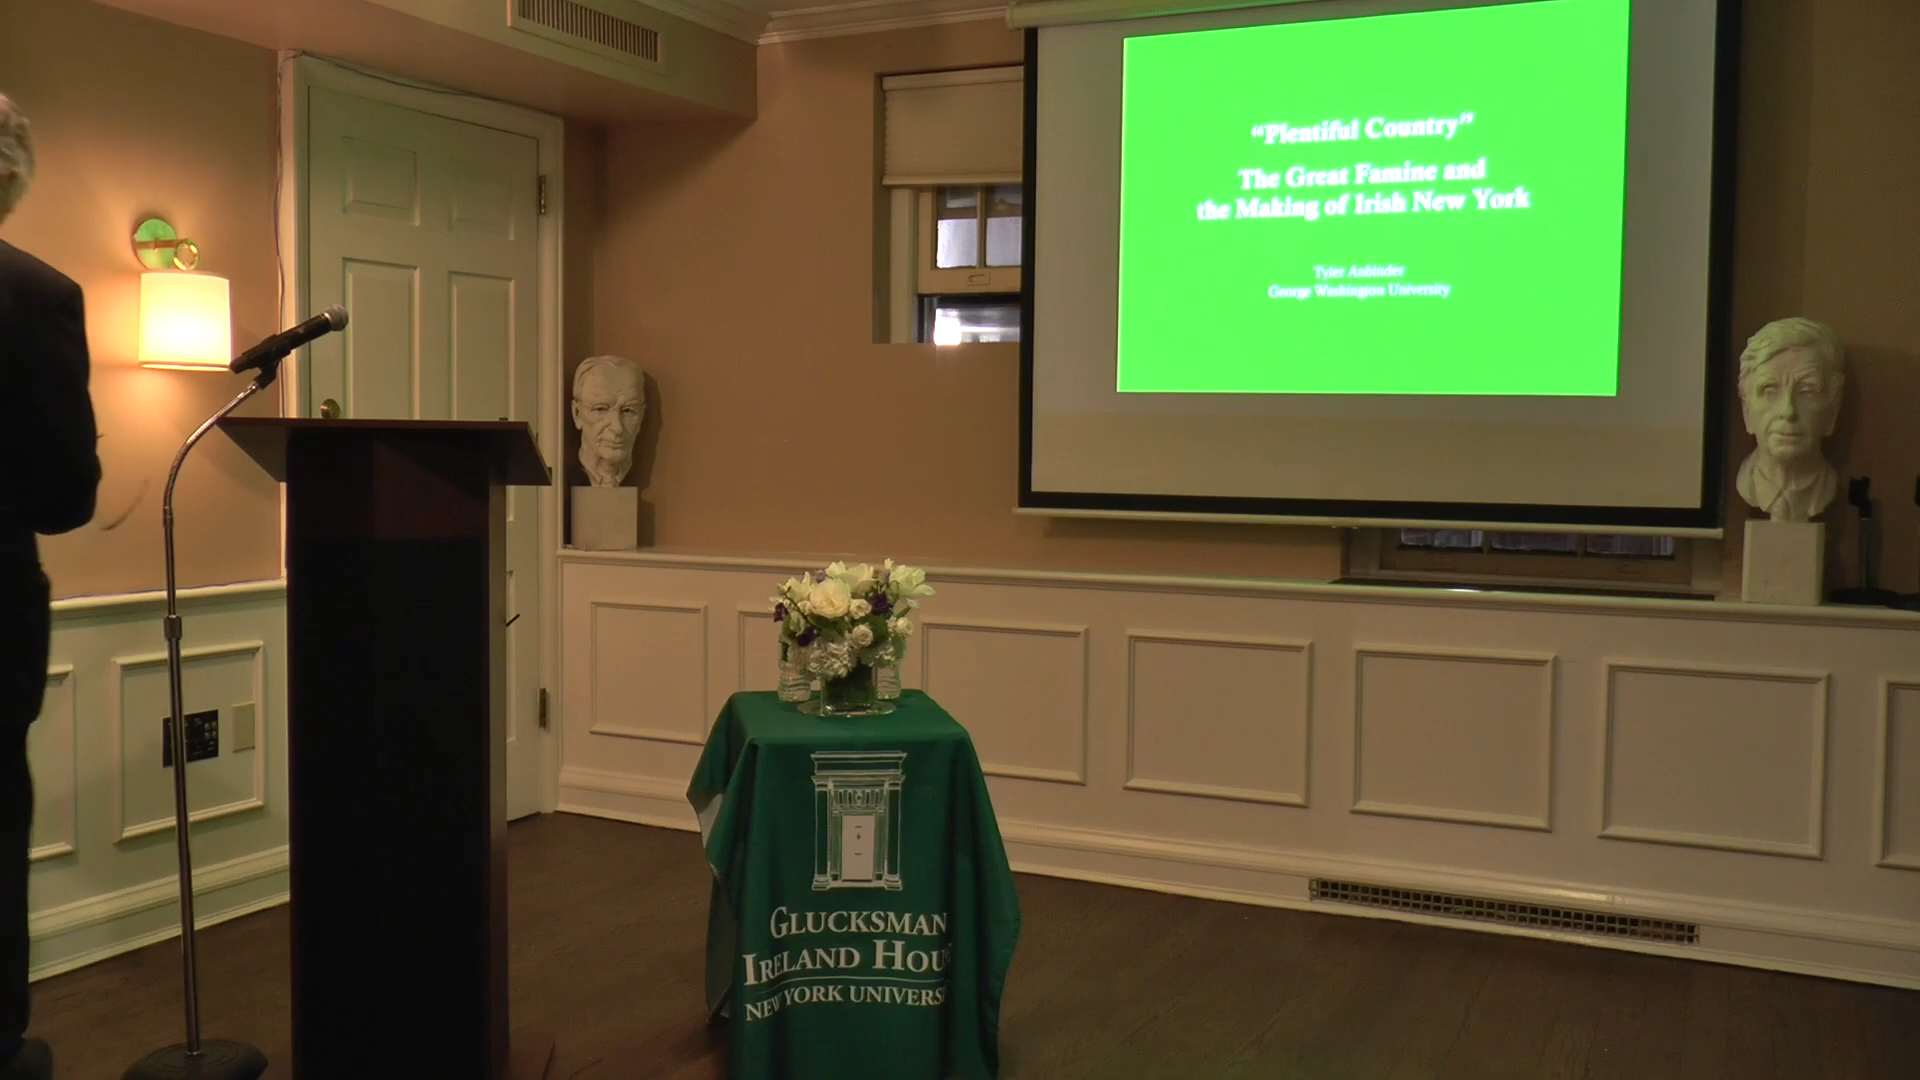 “Plentiful Country”
The Great Famine and
the Making of Irish New York
Tyler Anbinder
George Washington University
GLUCKSMAN
IRELAND HOUS
NEW YORK UNIVERS